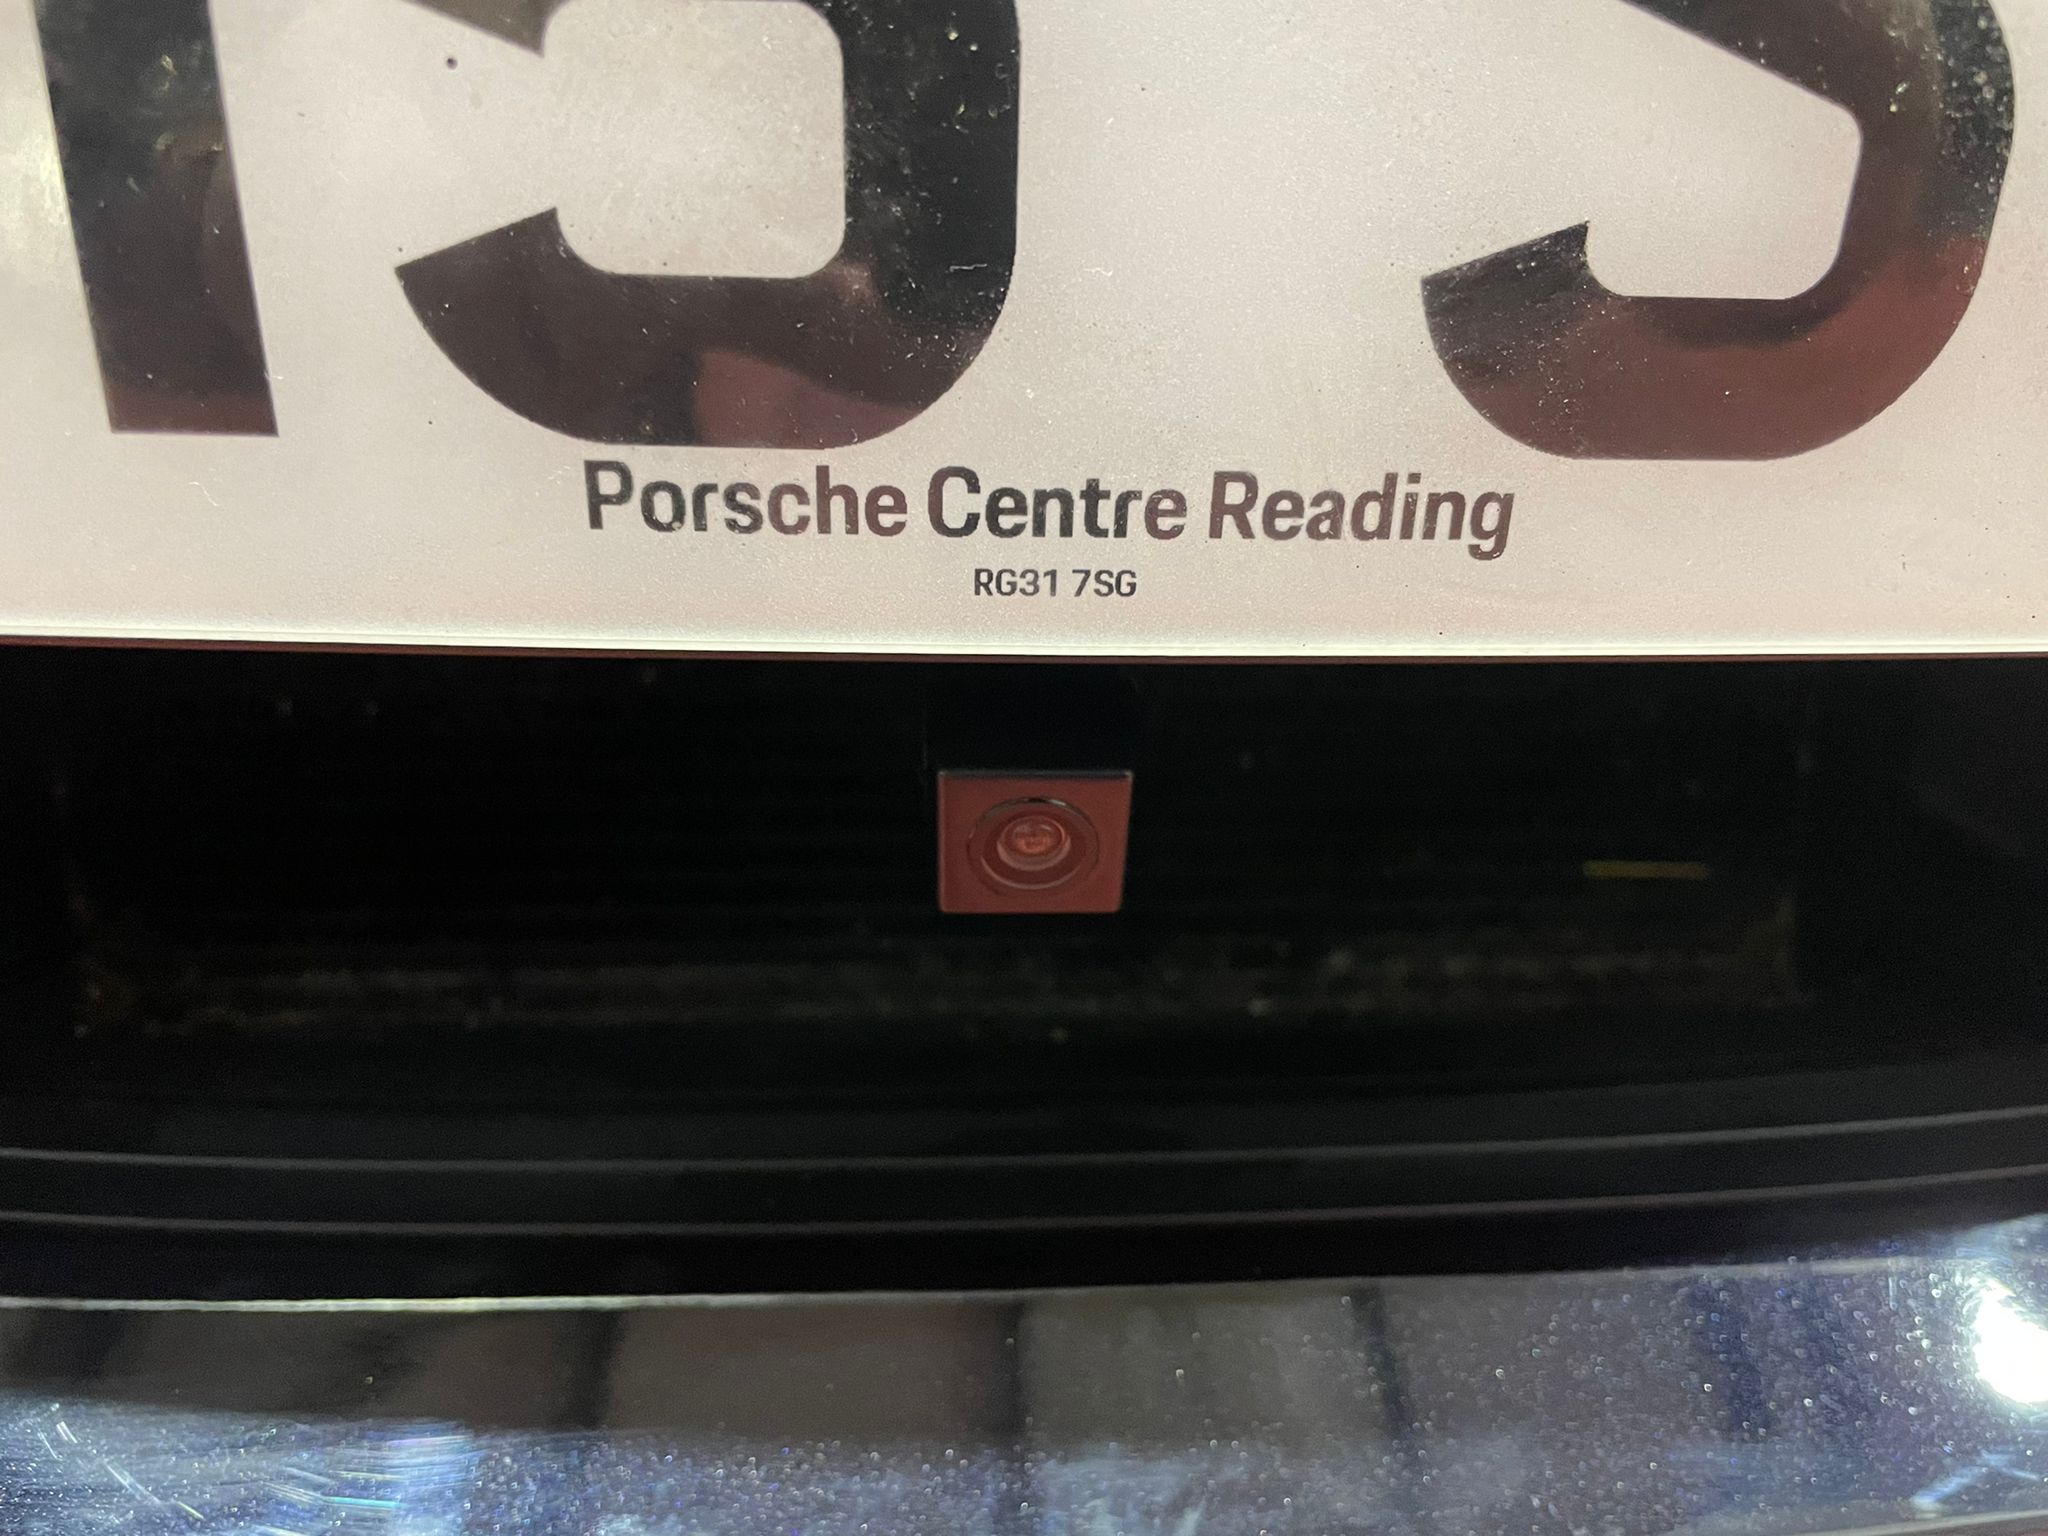 Porsche Centre Reading
RG31 7SG